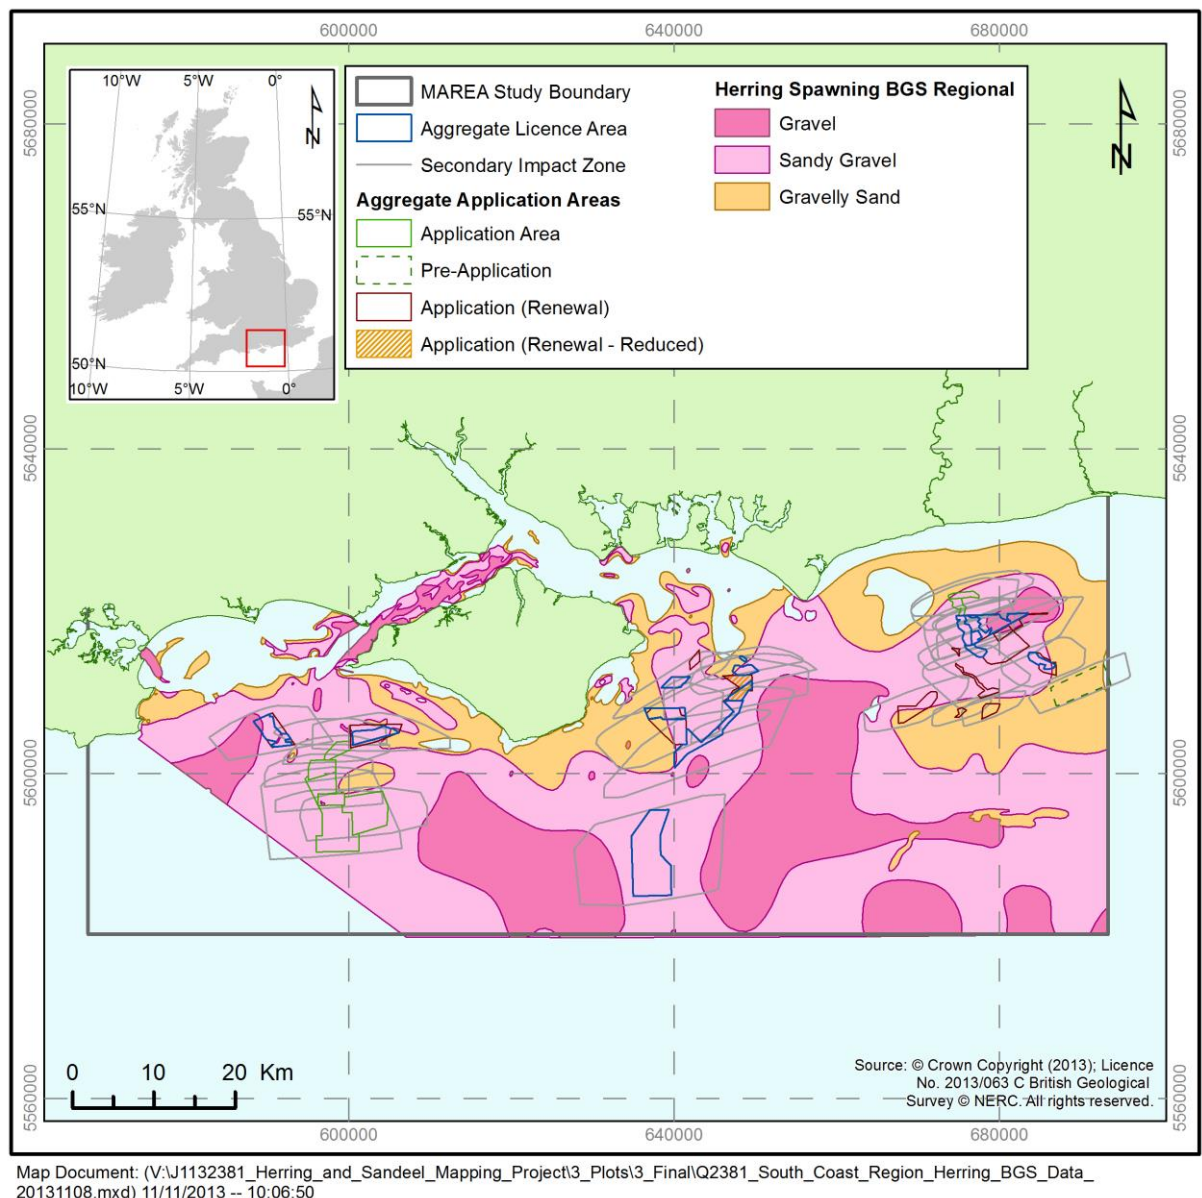 600000 640000 680000
10°W 5°W 0°
55°N 55°N
50°N
10°W 5°W 0°
N
MAREA Study Boundary
Aggregate Licence Area
Secondary Impact Zone
Aggregate Application Areas
Application Area
Pre-Application
Application (Renewal)
Application (Renewal - Reduced)
Herring Spawning BGS Regional
Gravel
Sandy Gravel
Gravelly Sand
N
5680000 5680000
5640000 5640000
5600000 5600000
5560000 5560000
0 10 20 Km
Source: © Crown Copyright (2013); Licence
No. 2013/063 C British Geological
Survey © NERC. All rights reserved.
600000 640000 680000
Map Document: (V:\J1132381_Herring_and_Sandeel_Mapping_Project\3_Plots\3_Final\Q2381_South_Coast_Region_Herring_BGS_Data_
20131108.mxd) 11/11/2013 -- 10:06:50